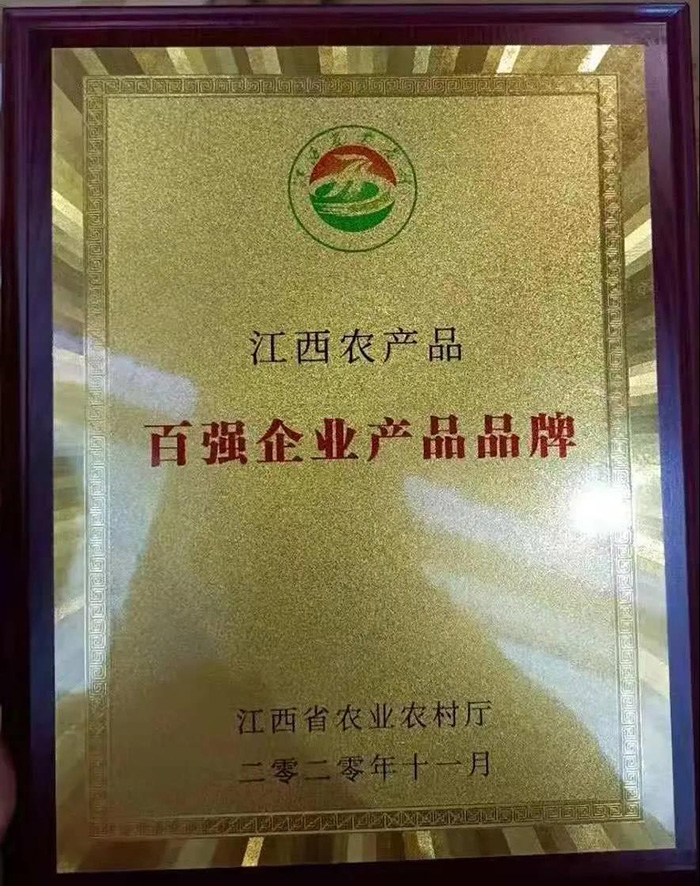 江西农产品
百强企业产品品牌
江西省农业农村厅
二零二零年十一月